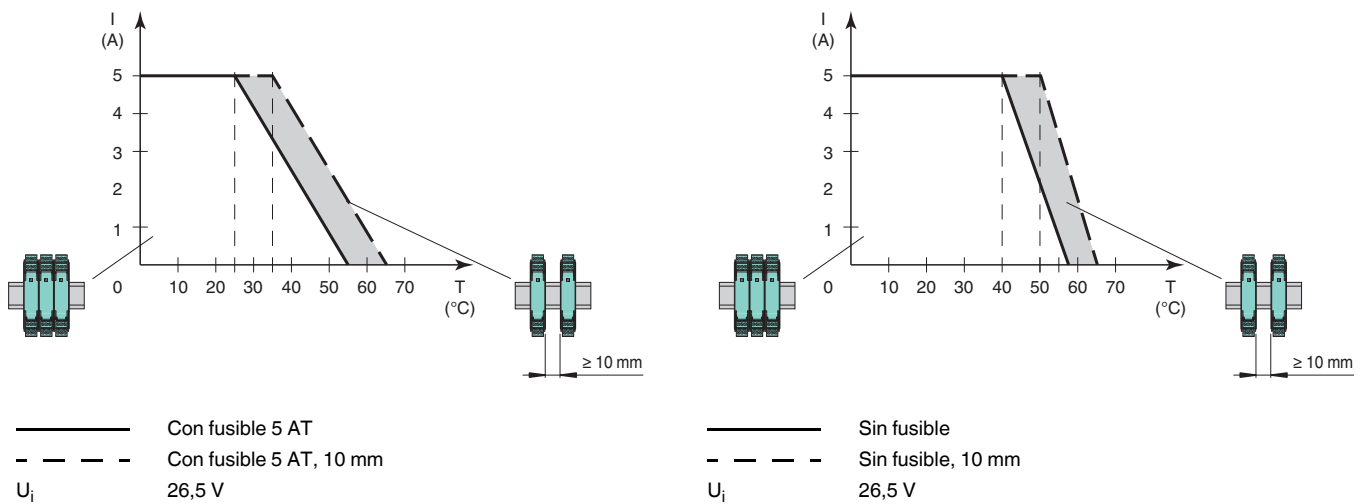 I
(A)
5
4
3
2
1
0
10 20 30 40 50 60 70
T
(°C)
≥ 10 mm
Con fusible 5 AT
Con fusible 5 AT, 10 mm
Ui 26,5 V
I
(A)
5
4
3
2
1
0
10 20 30 40 50 60 70
T
(°C)
≥ 10 mm
Sin fusible
Sin fusible, 10 mm
Ui 26,5 V